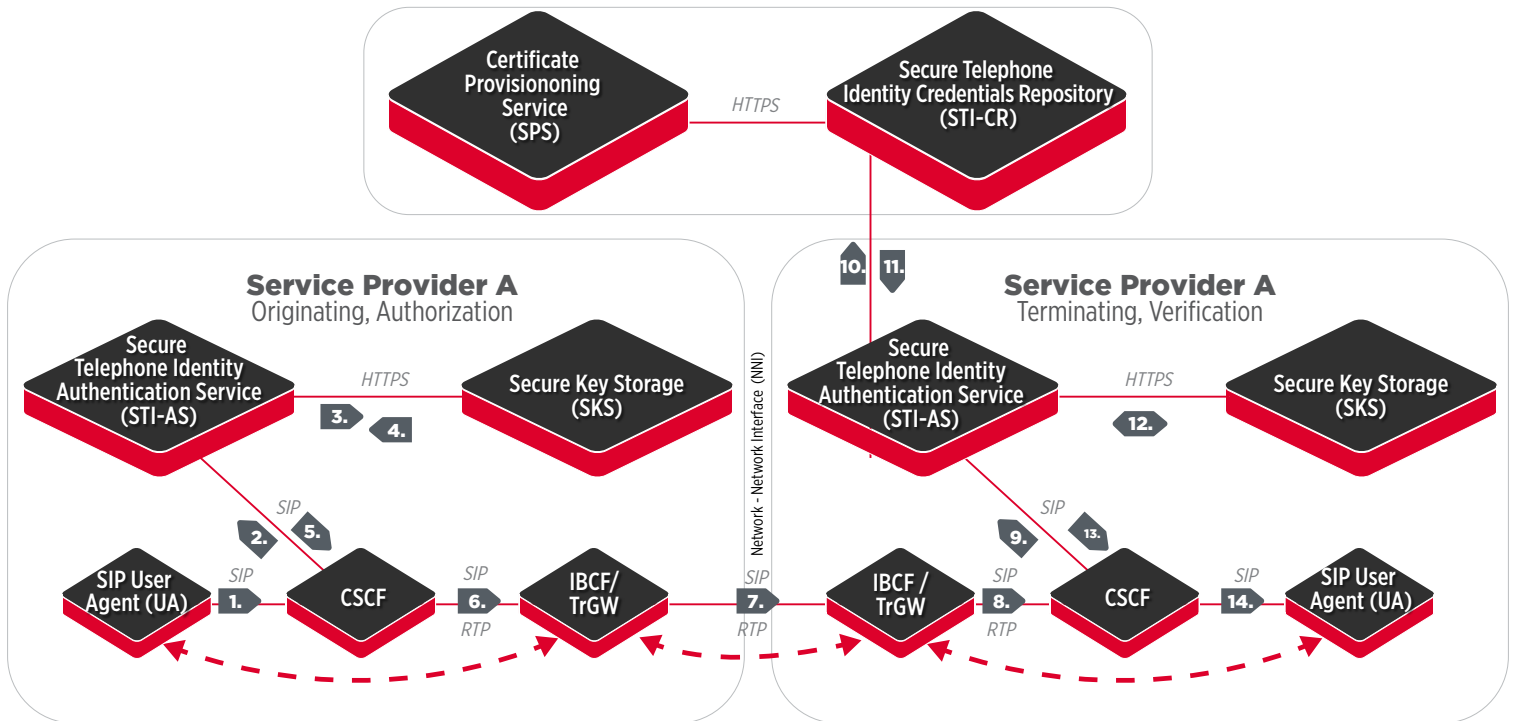 Certificate
Provisiononing
Service
(SPS)
HTTPS
Secure Telephone
Identity Credentials Repository
(STI-CR)
10.
11.
Service Provider A
Originating, Authorization
Secure
Telephone Identity
Authentication Service
(STI-AS)
HTTPS
3.
4.
Secure Key Storage
(SKS)
SIP
2.
5.
SIP User
Agent (UA)
SIP
1.
CSCF
SIP
6.
RTP
IBCF/
TrGW
Network - Network Interface (NNI)
SIP
7.
RTP
Service Provider A
Terminating, Verification
Secure
Telephone Identity
Authentication Service
(STI-AS)
HTTPS
12.
Secure Key Storage
(SKS)
SIP
9.
13.
IBCF /
TrGW
SIP
8.
RTP
CSCF
SIP
14.
SIP User
Agent (UA)